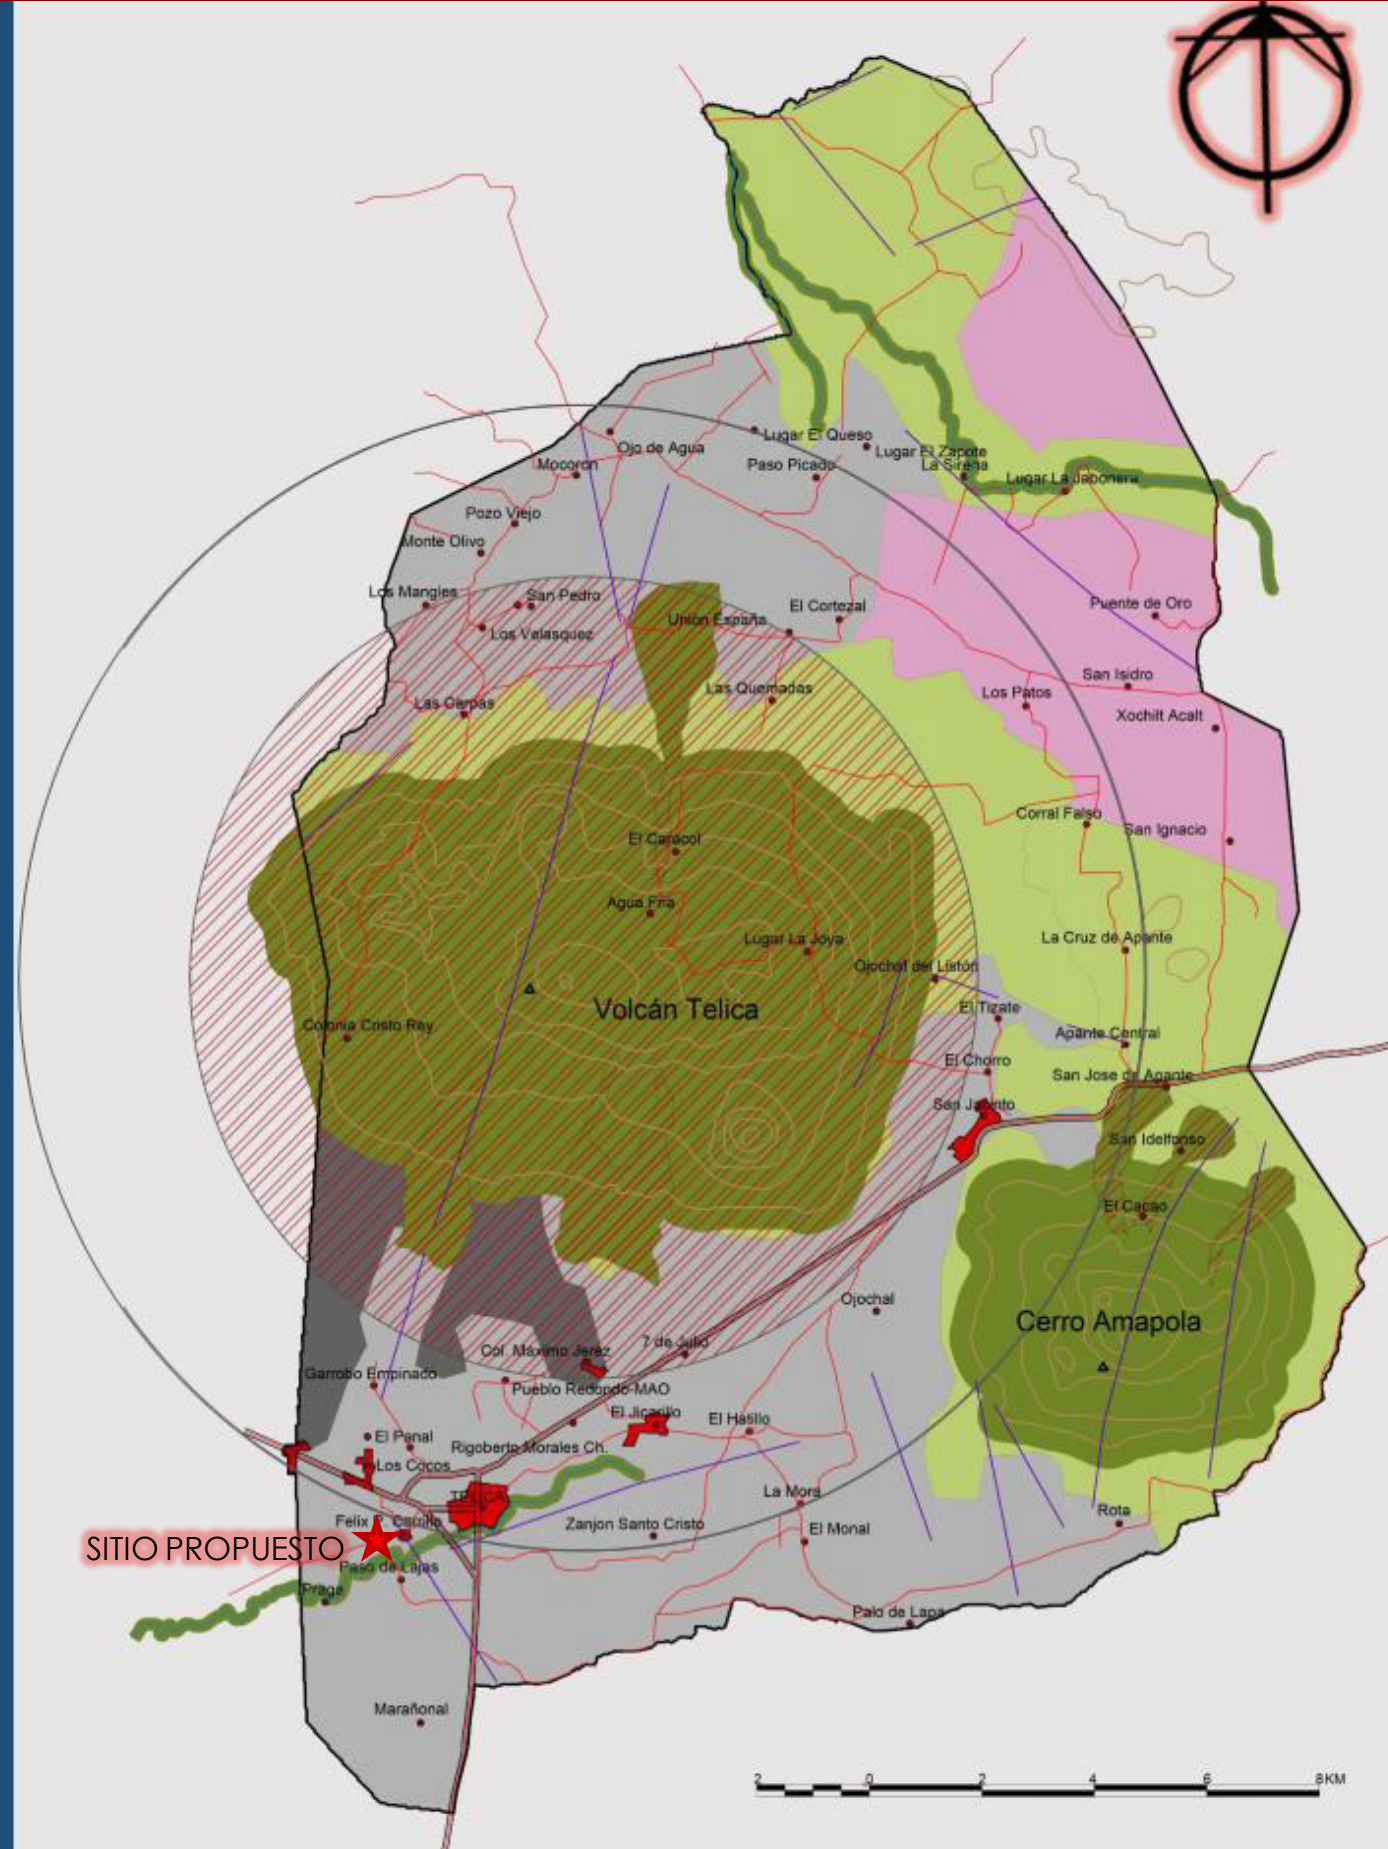 Lugar El Queso
Ojo de Agua
Lugar El Zapote
Mocoron
Paso Picado
La Sirena
Lugar La Jabonera
Pozo Viejo
Monte Olivo
Los Mangles
San Pedro
El Cortezal
Puente de Oro
Unión España
Los Velasquez
San Isidro
Las Quemadas
Los Patos
Las Carpas
Xochilt Acalt
Corral Falso
San Ignacio
El Caracol
Agua Fria
Lugar La Joya
La Cruz de Apante
Ojochal del Listón
Volcán Telica
El Tizate
Colonia Cristo Rey
Apante Central
El Chorro
San Jose de Apante
San Jacinto
San Idelfonso
El Cacao
Ojochal
Cerro Amapola
7 de Julio
Col. Máximo Jerez
Garrobo Empinado
Pueblo Redondo-MAO
El Jicarillo
El Hatillo
El Panal
Rigoberto Morales Ch.
Los Cocos
La Mora
Rota
Zanjon Santo Cristo
El Monal
SITIO PROPUESTO
Paso de Lajas
Praga
Palo de Lapa
Marañonal
2 0 2 4 6 8KM